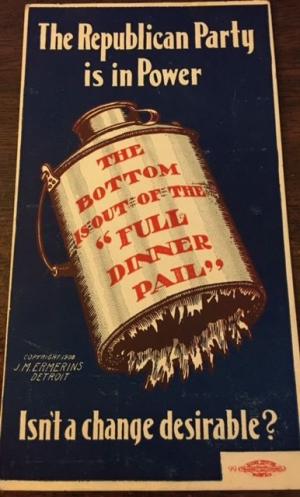 The Republican Party
is in Power
THE
BOTTOM
IS OUT OF THE
"FULL
DINNER
PAIL"
COPYRIGHT 1908
J.M. ERMERINS
DETROIT
Isn't a change desirable?
99